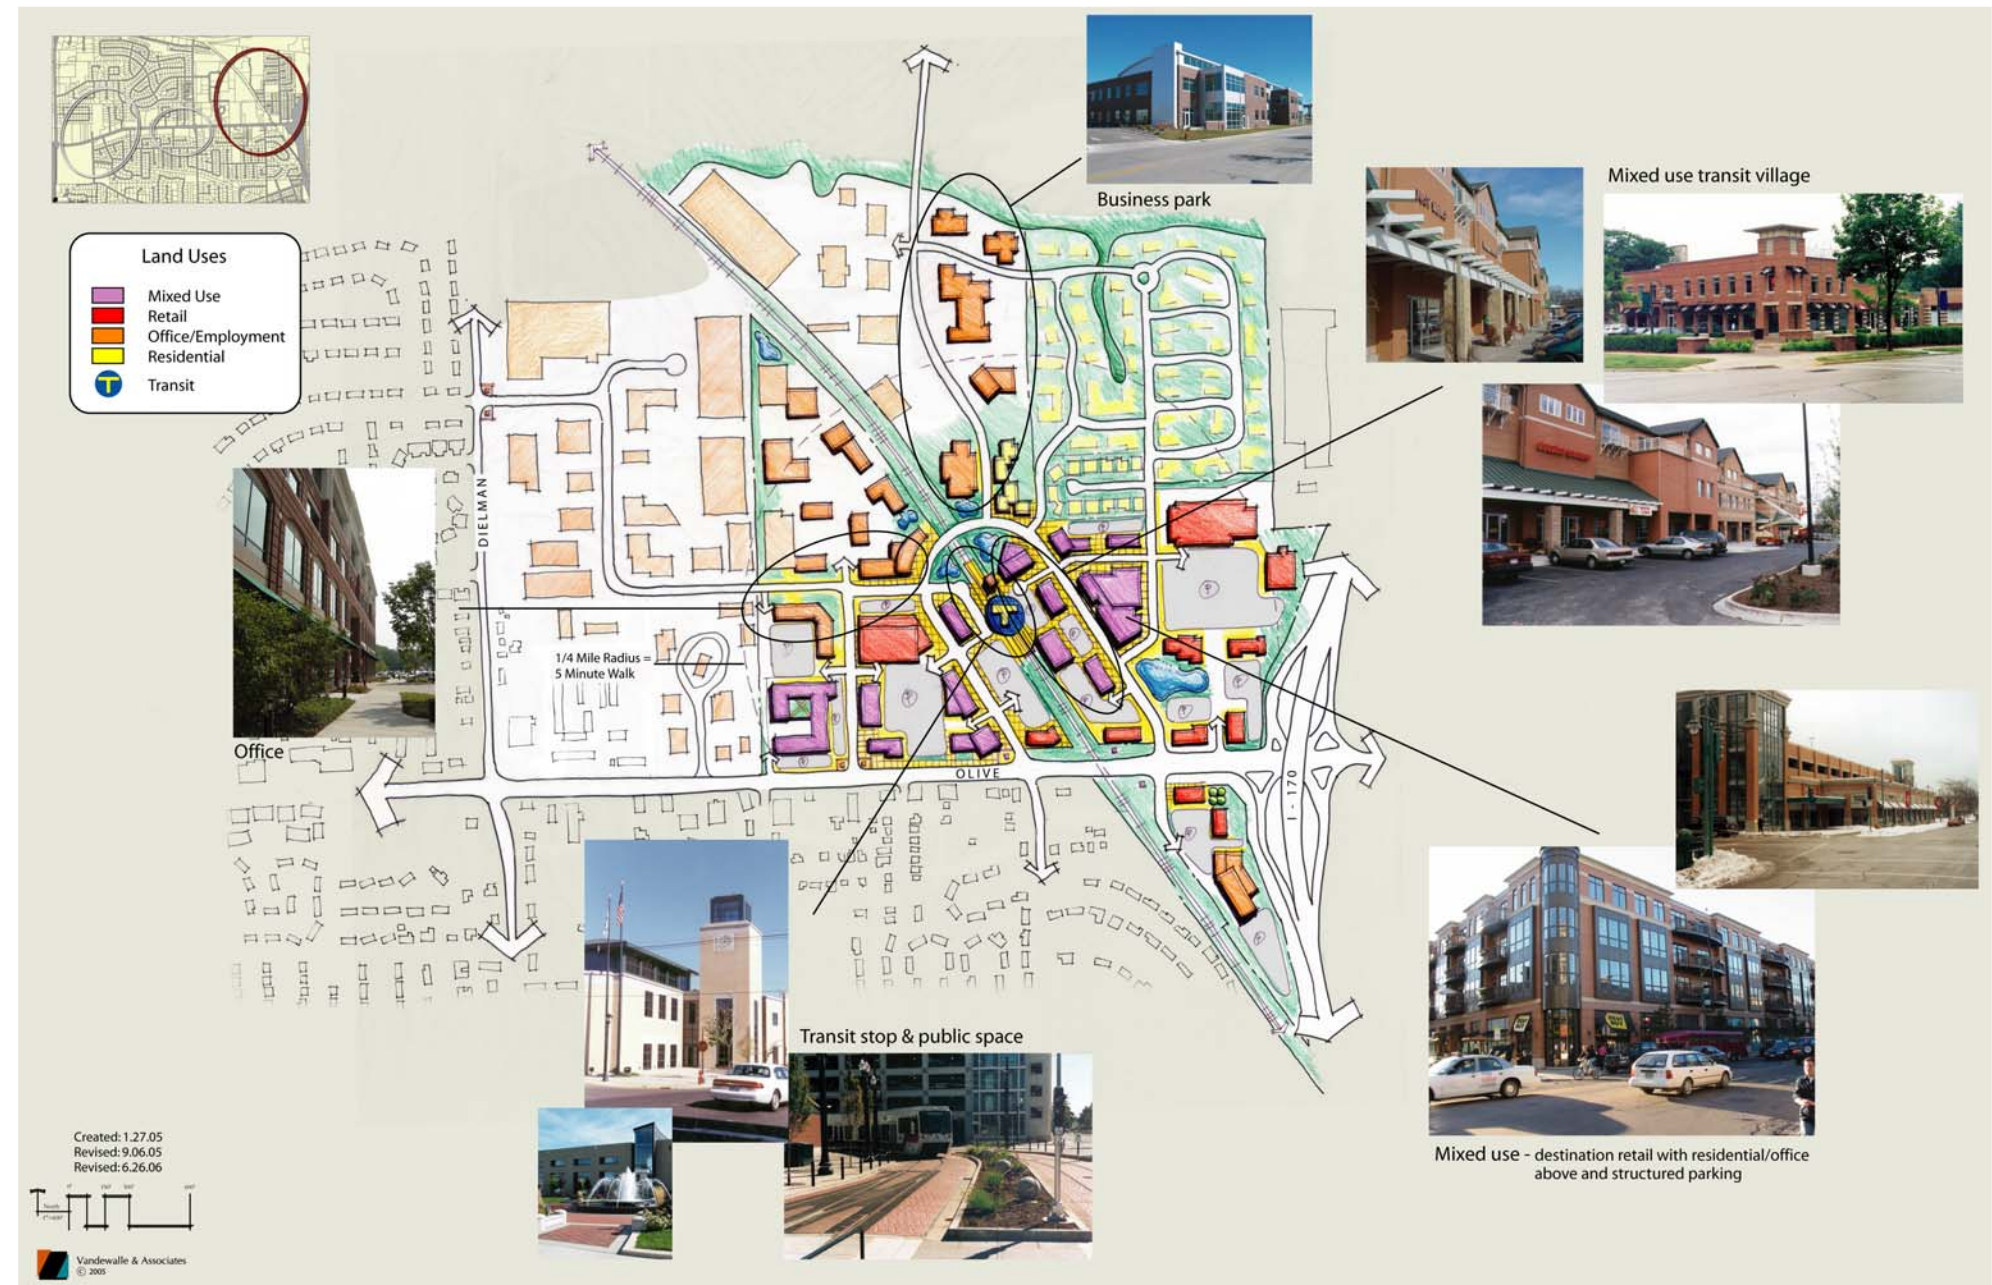 Business park
Mixed use transit village
Land Uses
Mixed Use
Retail
Office/Employment
Residential
T Transit
DIELMAN
T
1/4 Mile Radius =
5 Minute Walk
Office
OLIVE
I - 170
Transit stop & public space
Mixed use - destination retail with residential/office
above and structured parking
Created: 1.27.05
Revised: 9.06.05
Revised: 6.26.06
North
Vandewalle & Associates
© 2005